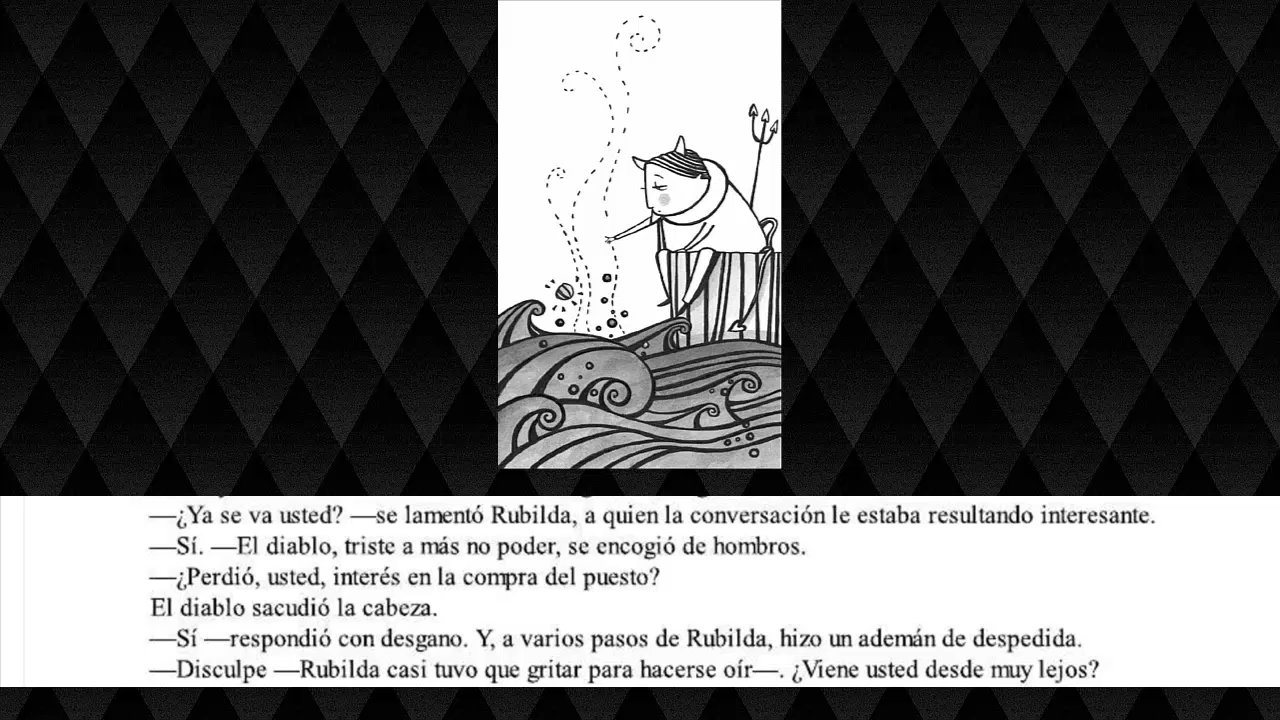 —¿Ya se va usted? —se lamentó Rubilda, a quien la conversación le estaba resultando interesante.
—Sí. —El diablo, triste a más no poder, se encogió de hombros.
—¿Perdió, usted, interés en la compra del puesto?
El diablo sacudió la cabeza.
—Sí —respondió con desgano. Y, a varios pasos de Rubilda, hizo un ademán de despedida.
—Disculpe —Rubilda casi tuvo que gritar para hacerse oír—. ¿Viene usted desde muy lejos?